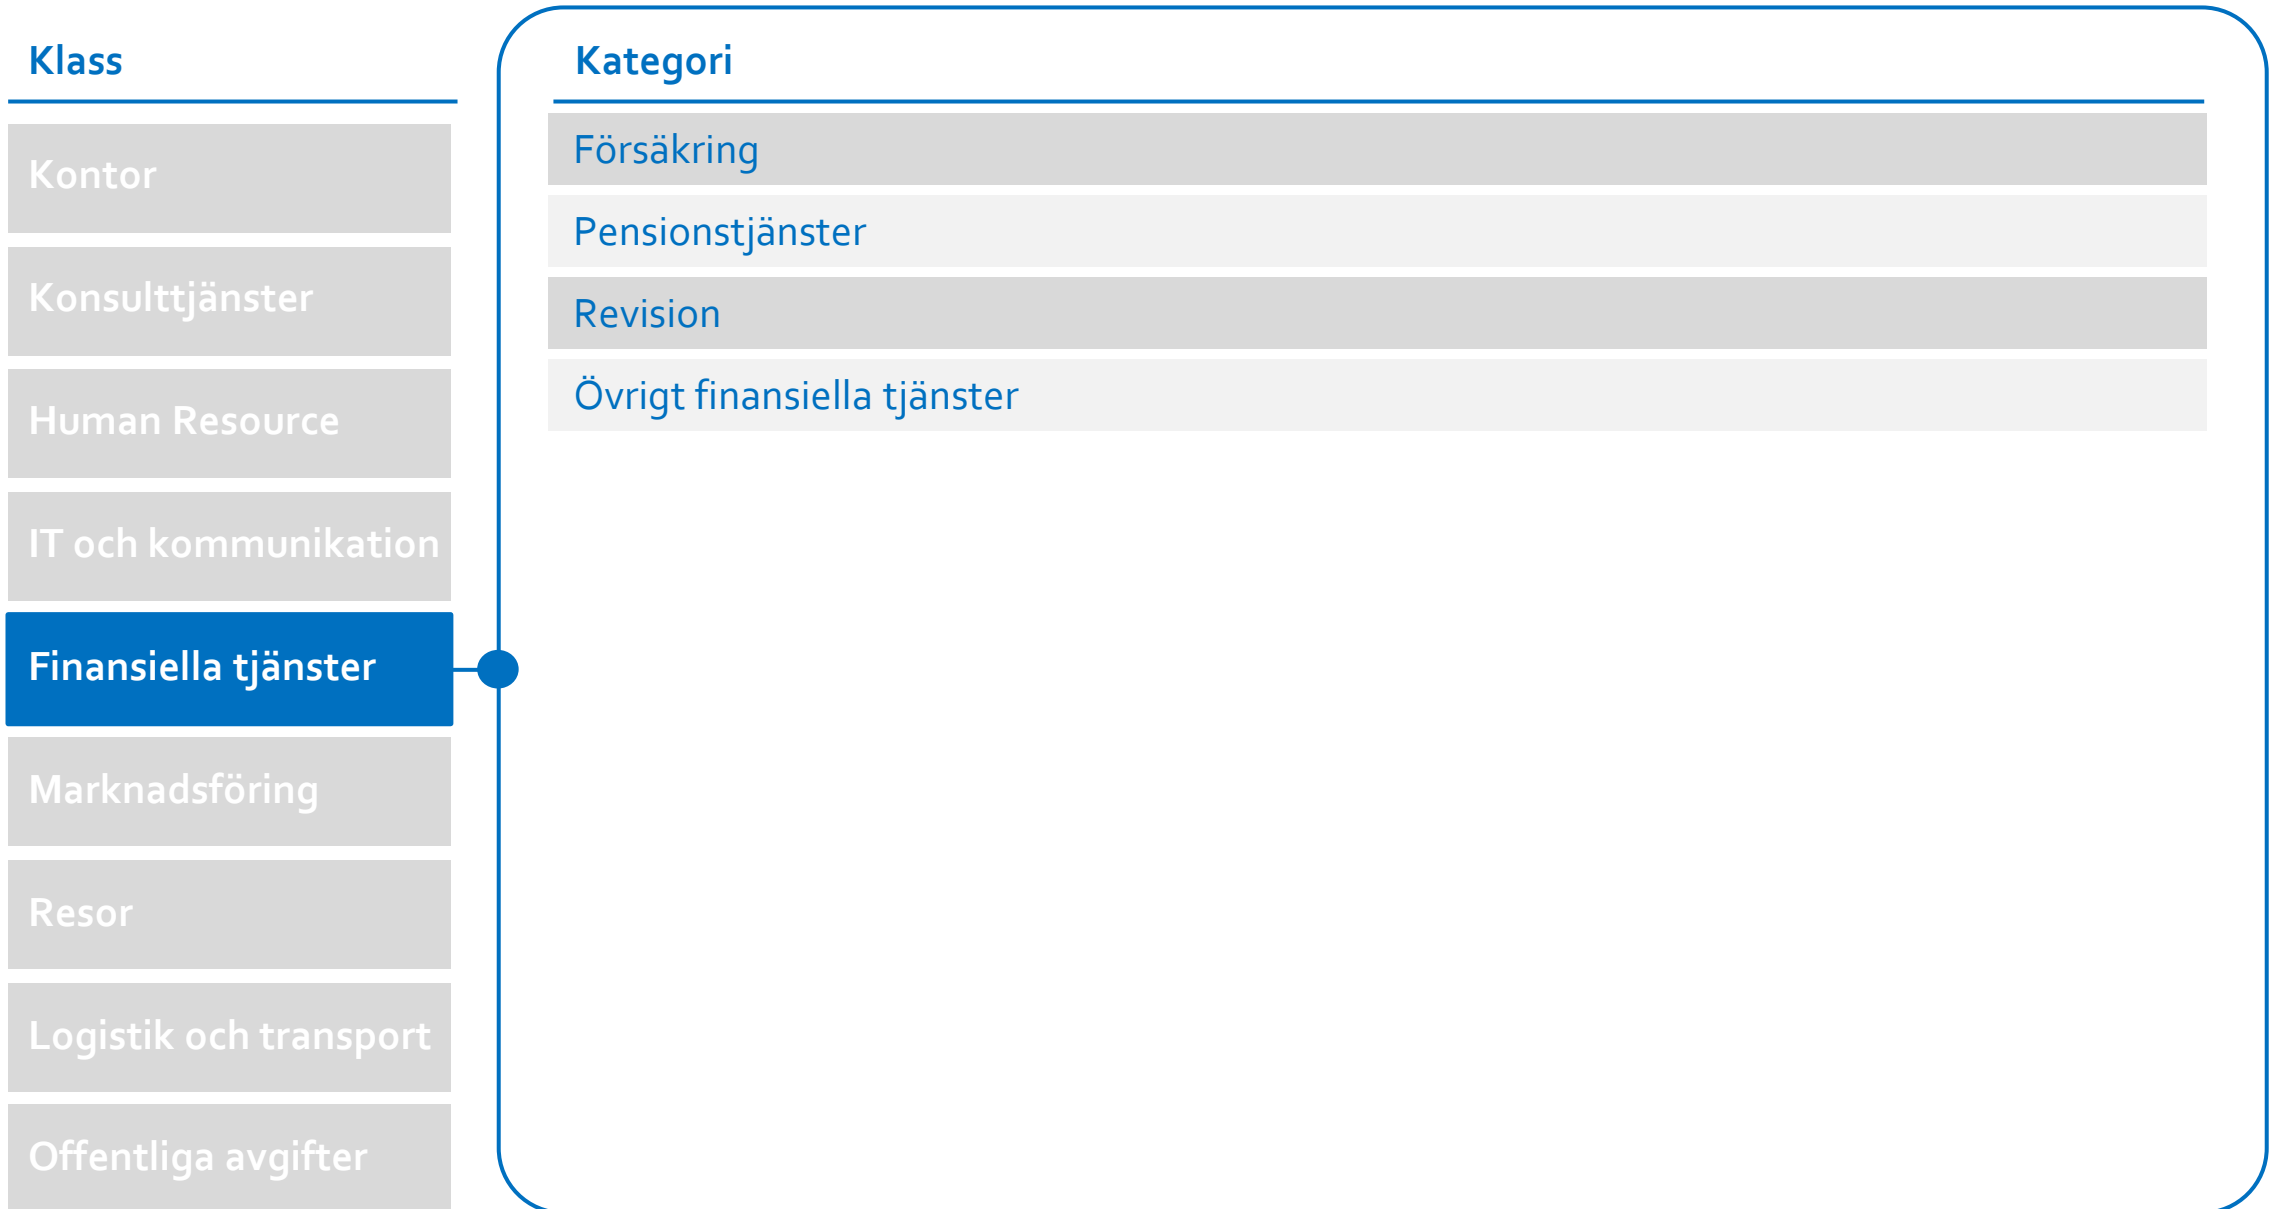 Klass
Kontor
Konsulttjänster
Human Resource
IT och kommunikation
Finansiella tjänster
Marknadsföring
Resor
Logistik och transport
Offentliga avgifter
Kategori
Försäkring
Pensionstjänster
Revision
Övrigt finansiella tjänster